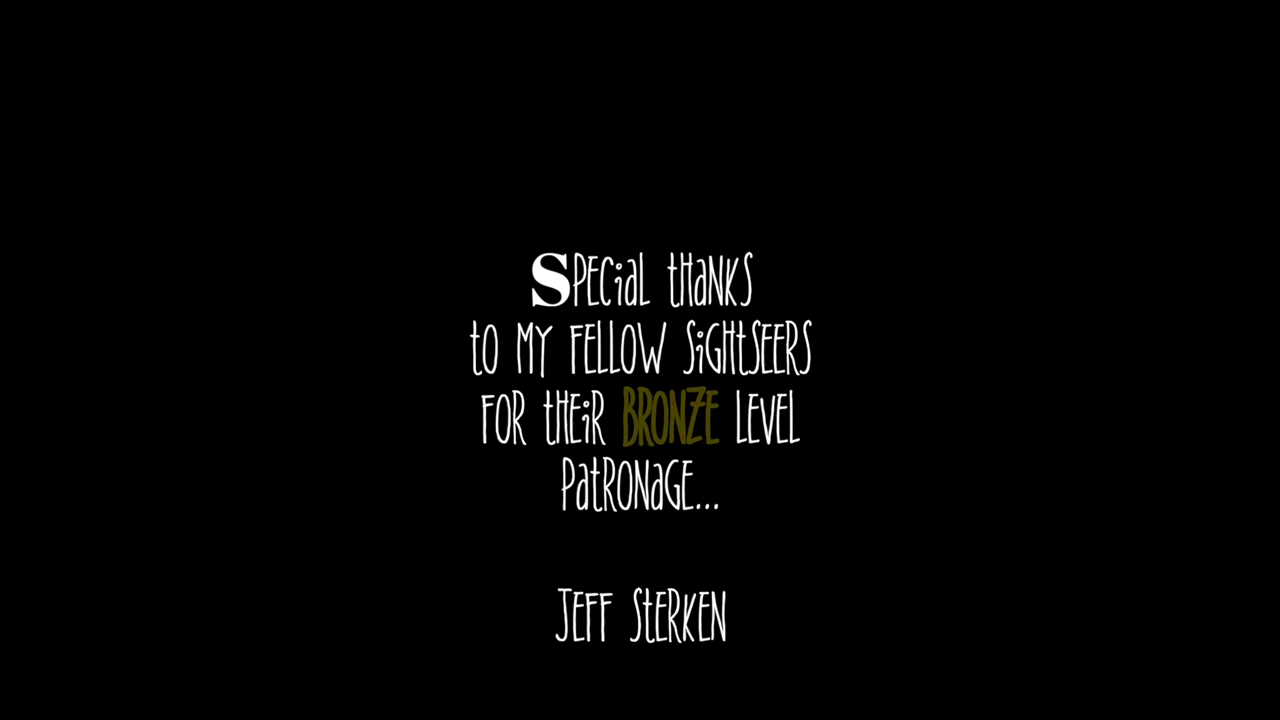 Special thanks
to my fellow sightseers
for their BRONZE level
patronage...
Jeff Sterken